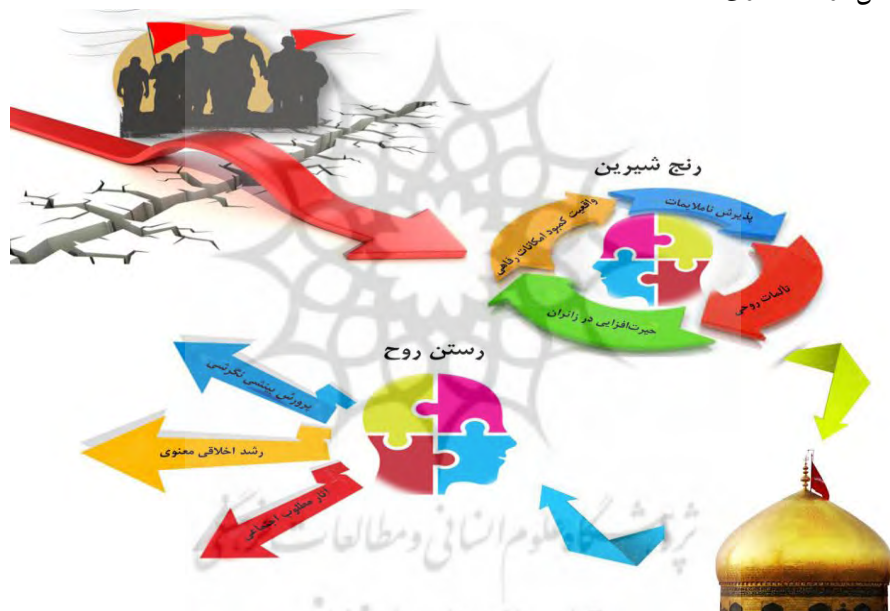 رنج شیرین
پذیرش ناملایمات
واقعیت کمبود امکانات رفاهی
تألمات روحی
حیرت‌افزایی در زائران
رستن روح
پرورش بینشی نگرشی
رشد اخلاقی معنوی
آثار مطلوب اجتماعی
پژوهشگاه علوم انسانی و مطالعات فرهنگی